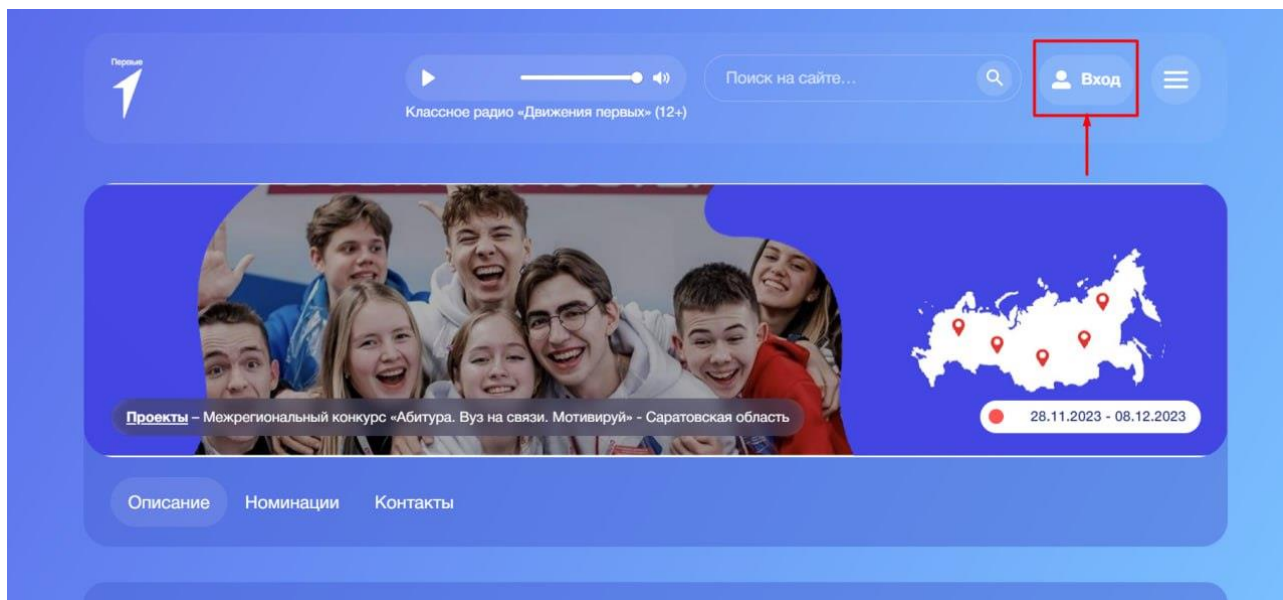 Первые
Поиск на сайте...
Вход
Классное радио «Движения первых» (12+)
Проекты – Межрегиональный конкурс «Абитура. Вуз на связи. Мотивируй» - Саратовская область
28.11.2023 - 08.12.2023
Описание Номинации Контакты